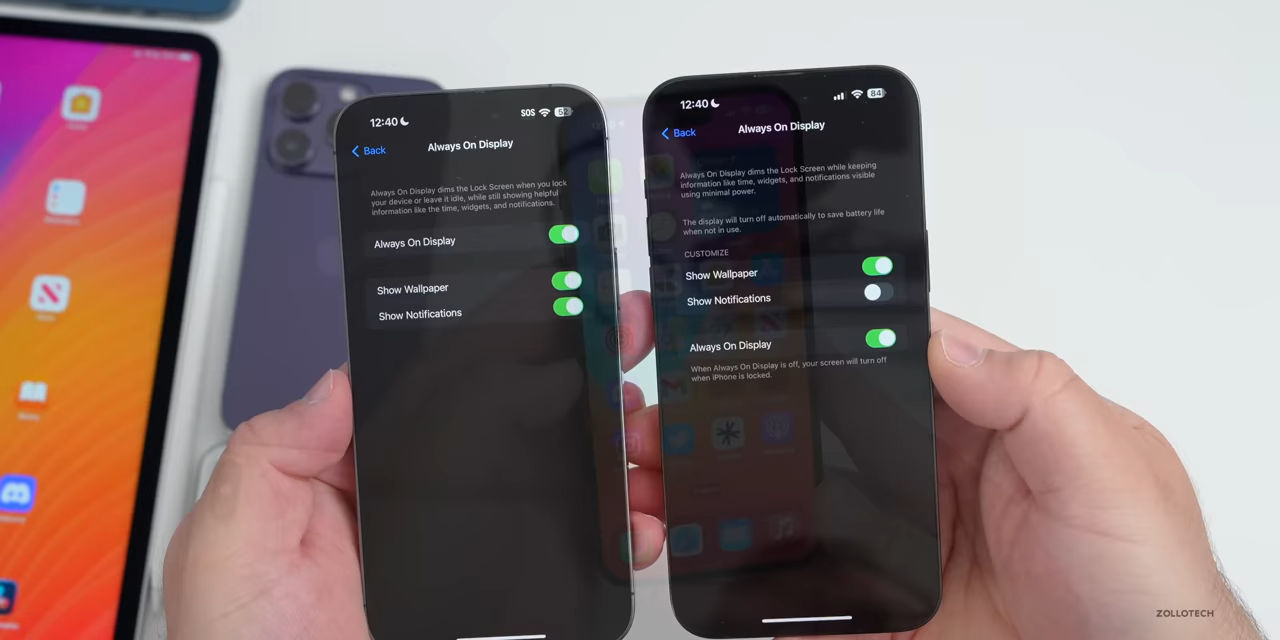 12:40
SOS
52
Back
Always On Display
Always On Display dims the Lock Screen when you lock
your device or leave it idle, while still showing helpful
information like the time, widgets, and notifications.
Always On Display
Show Wallpaper
Show Notifications
12:40
84
Back
Always On Display
Always On Display dims the Lock Screen while keeping
information like time, widgets, and notifications visible
using minimal power.
The display will turn off automatically to save battery life
when not in use.
CUSTOMIZE
Show Wallpaper
Show Notifications
Always On Display
When Always On Display is off, your screen will turn off
when iPhone is locked.
ZOLLOTECH